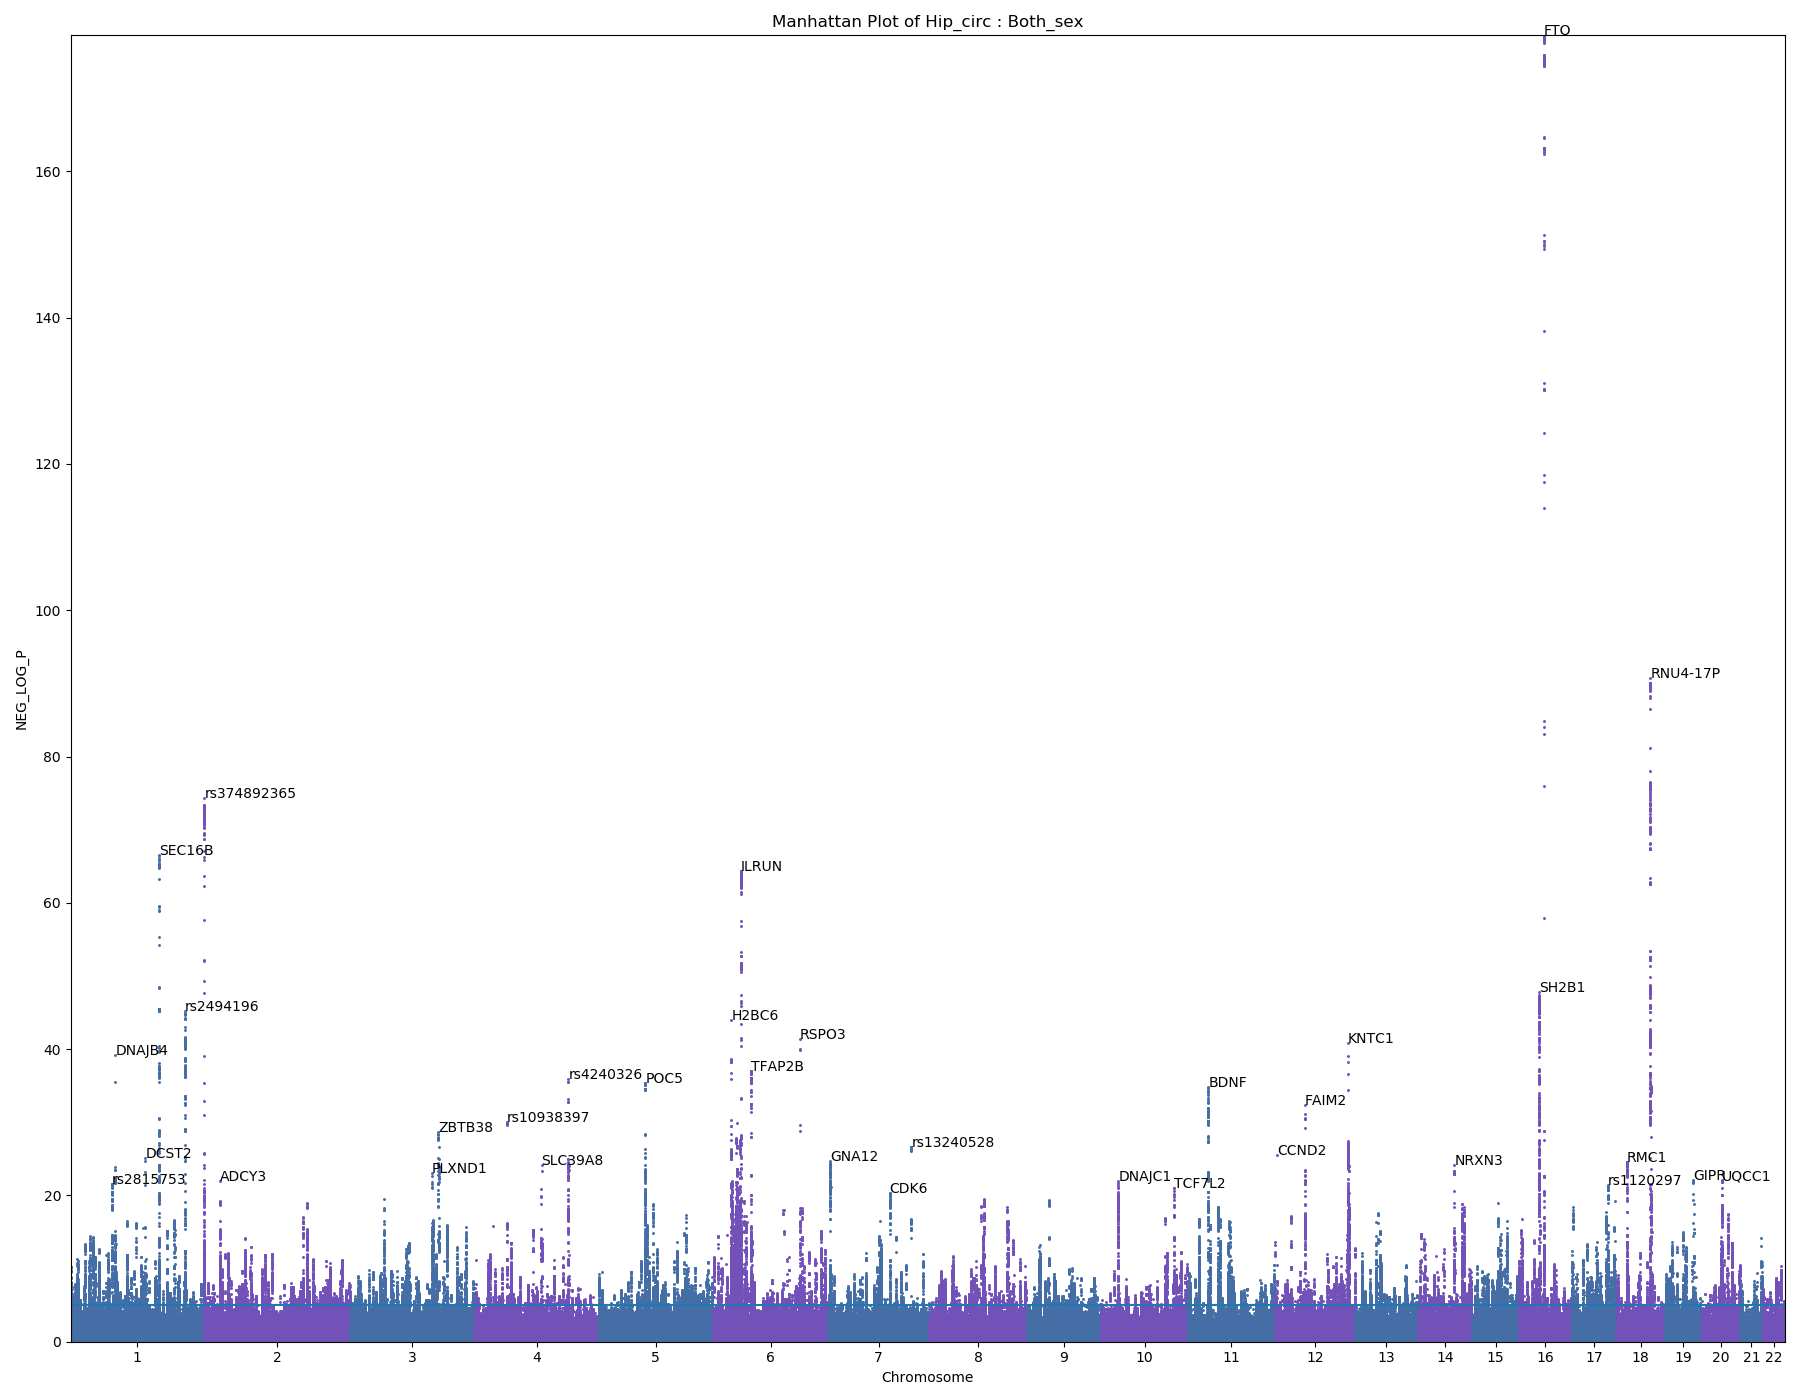 Manhattan Plot of Hip_circ : Both_sex
FTO
160
140
120
100
NEG_LOG_P
RNU4-17P
80
rs374892365
SEC16B
ILRUN
60
SH2B1
rs2494196
H2BC6
RSPO3
KNTC1
40
DNAJB4
TFAP2B
rs4240326
POC5
BDNF
FAIM2
rs10938397
ZBTB38
rs13240528
DCST2
CCND2
GNA12
SLC39A8
NRXN3
RMC1
PLXND1
rs2815753
ADCY3
DNAJC1
TCF7L2
rs1120297
GIPR
UQCC1
CDK6
20
0
1 2 3 4 5 6 7 8 9 10 11 12 13 14 15 16 17 18 19 20 21 22
Chromosome